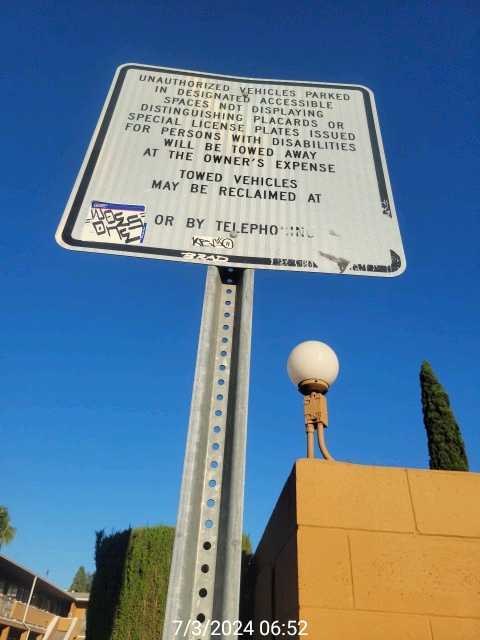 UNAUTHORIZED VEHICLES PARKED
IN DESIGNATED ACCESSIBLE
SPACES NOT DISPLAYING
DISTINGUISHING PLACARDS OR
SPECIAL LICENSE PLATES ISSUED
FOR PERSONS WITH DISABILITIES
WILL BE TOWED AWAY
AT THE OWNER'S EXPENSE
TOWED VEHICLES
MAY BE RECLAIMED AT
OR BY TELEPHONING
7/3/2024 06:52